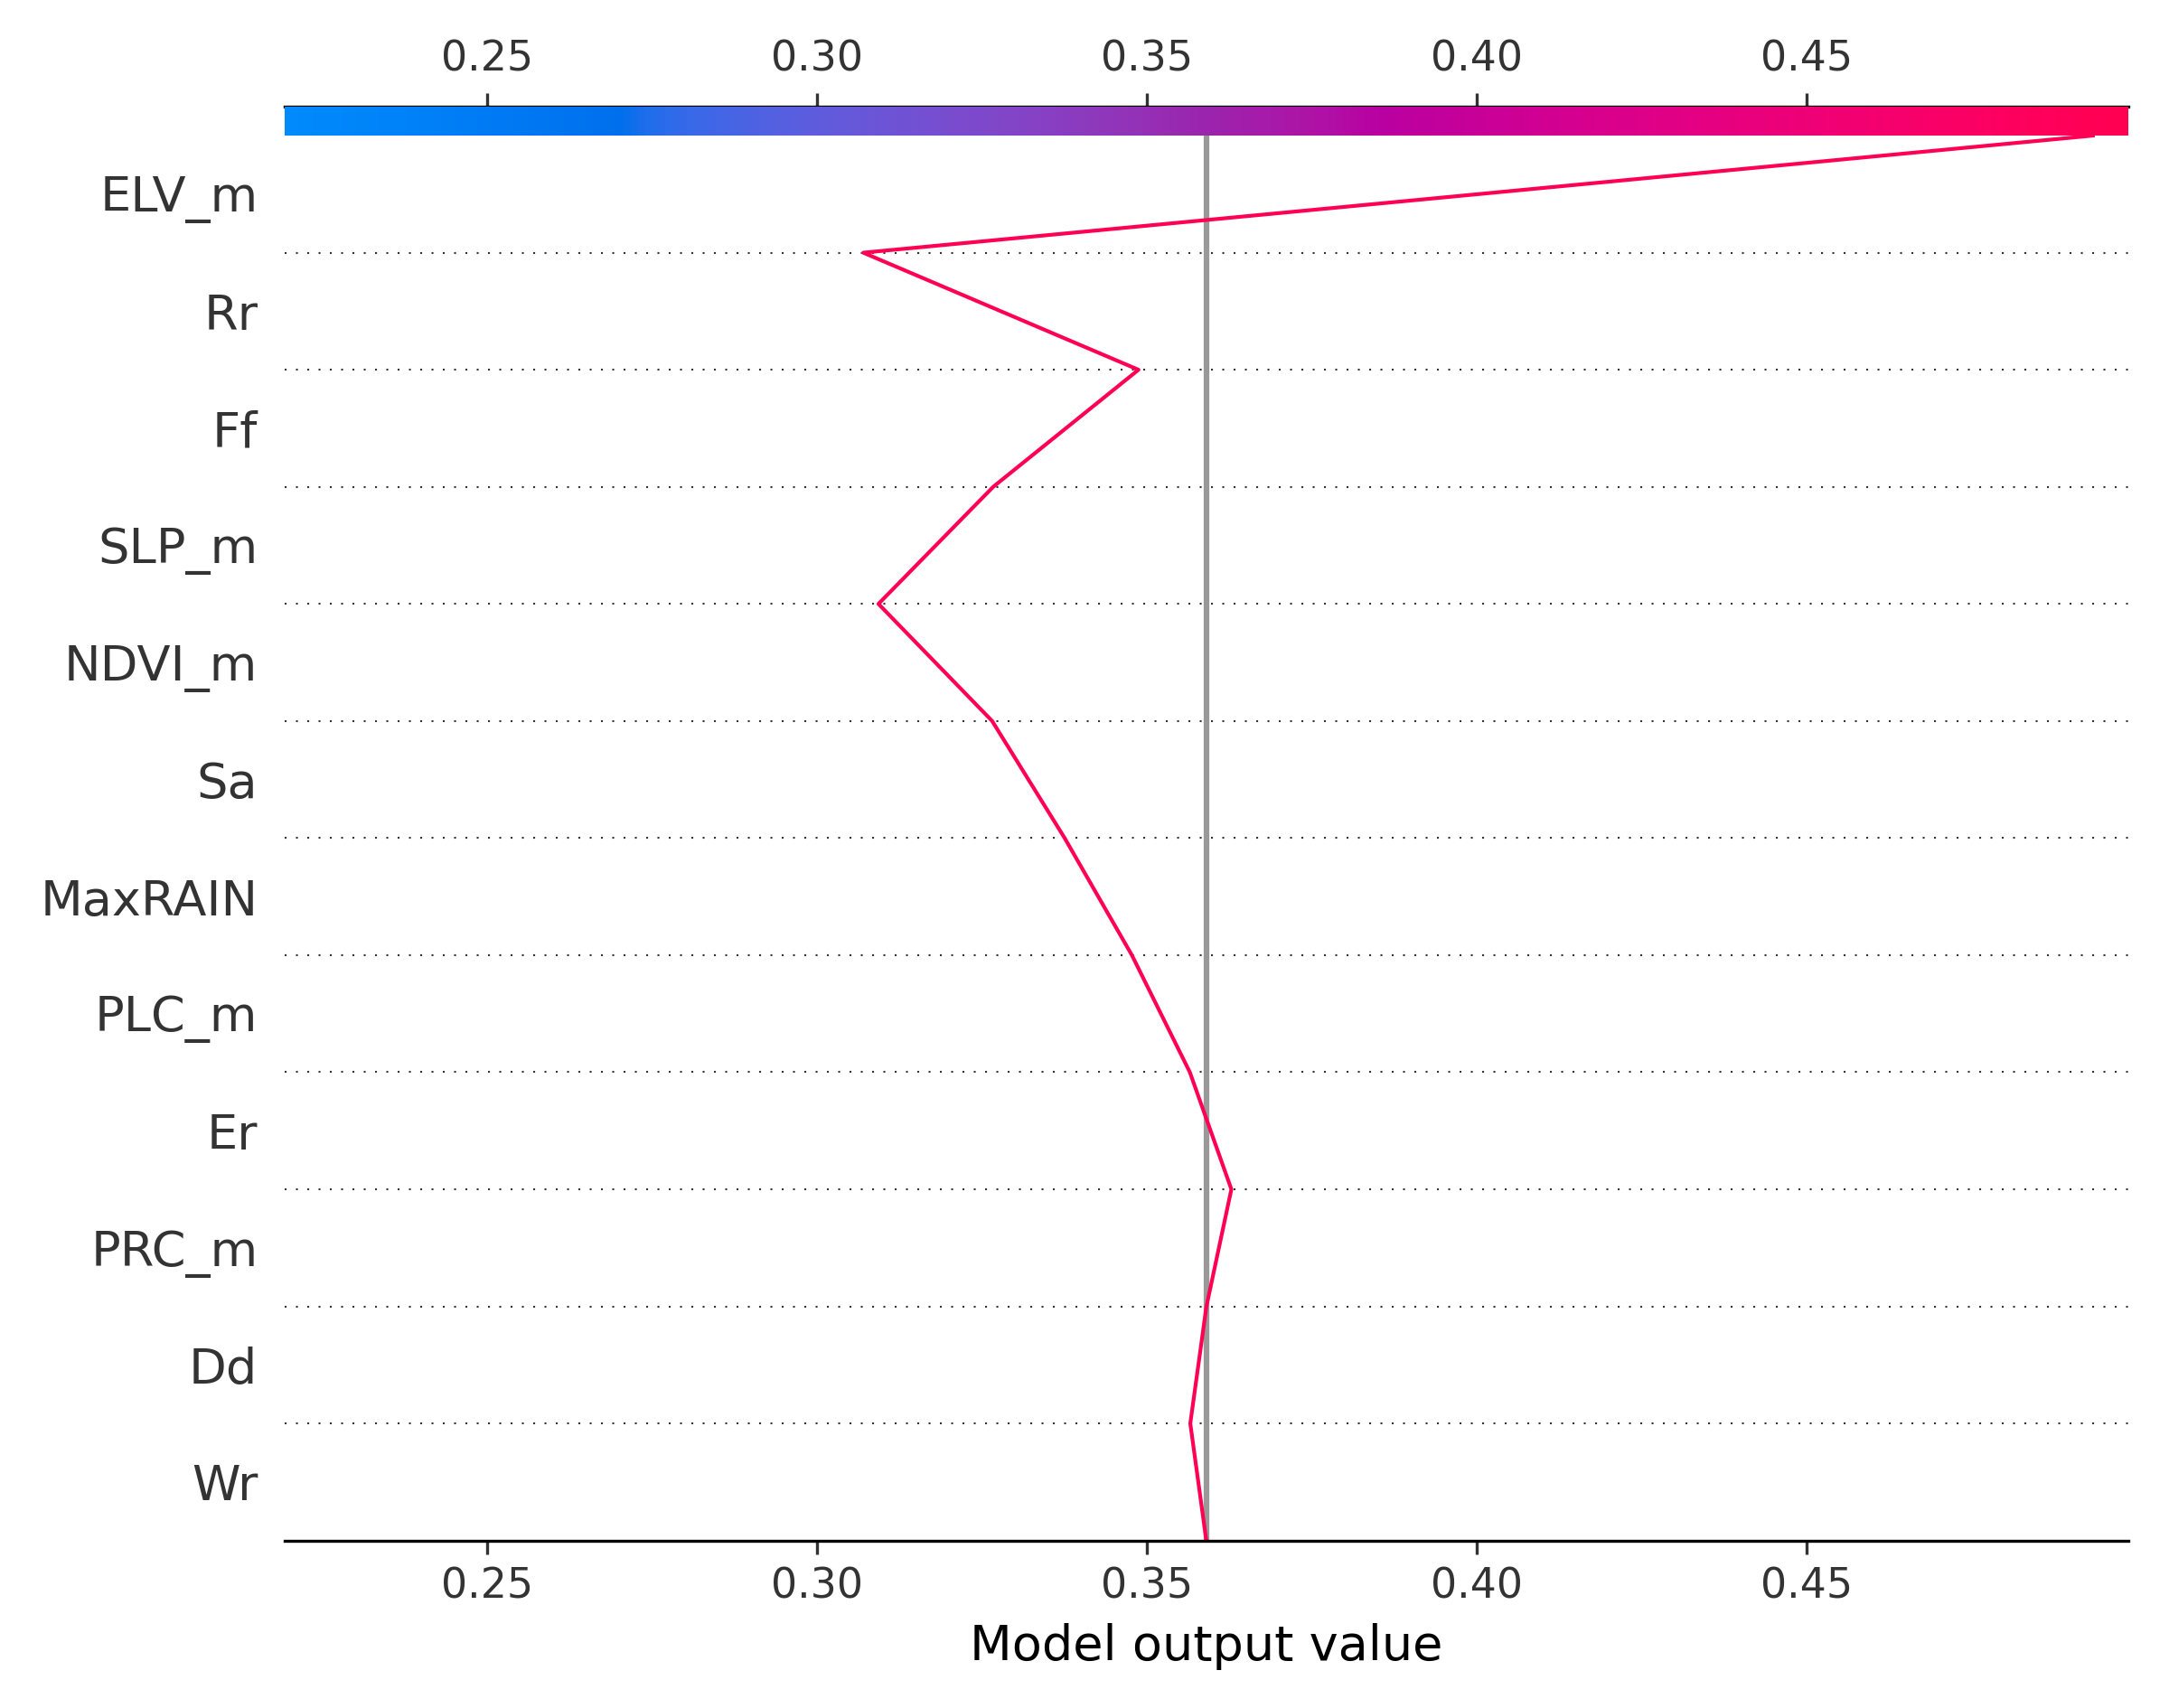 0.25 0.30 0.35 0.40 0.45
ELV_m
Rr
Ff
SLP_m
NDVI_m
Sa
MaxRAIN
PLC_m
Er
PRC_m
Dd
Wr
0.25 0.30 0.35 0.40 0.45
Model output value